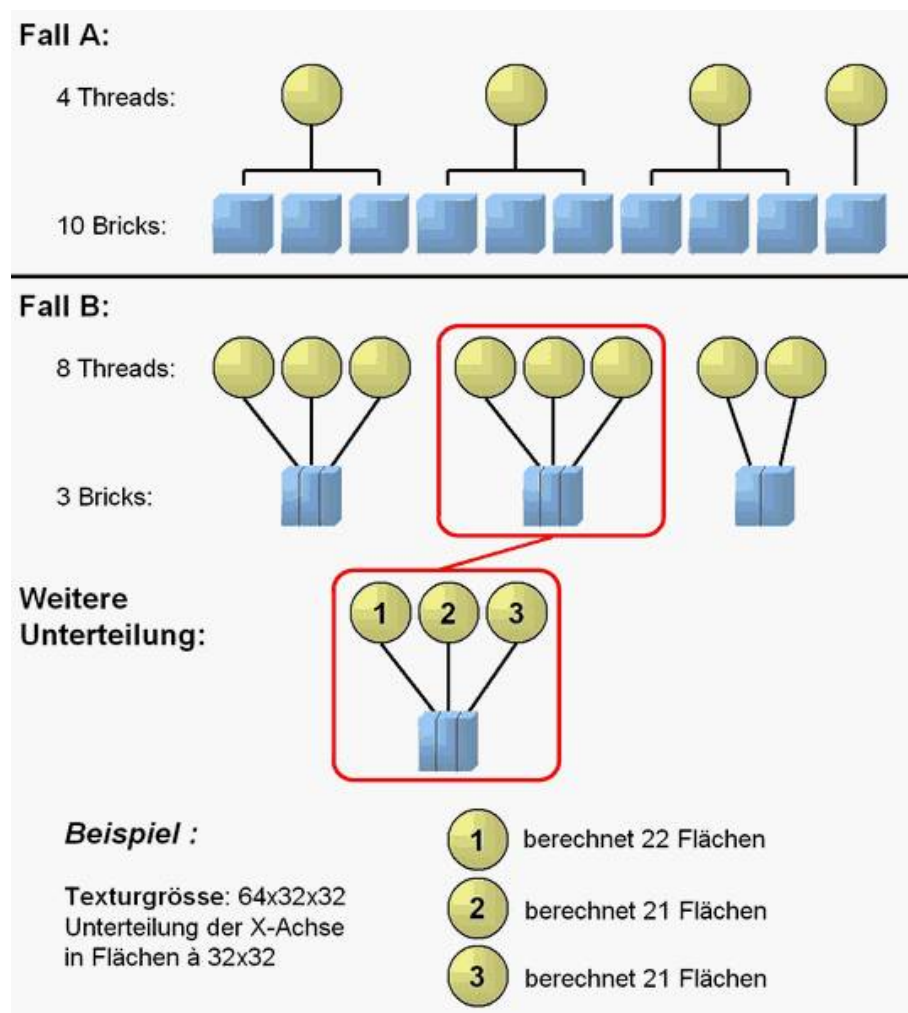 Fall A:
4 Threads:
10 Bricks:
Fall B:
8 Threads:
3 Bricks:
Weitere
Unterteilung:
1 2 3
Beispiel :
Texturgrösse: 64x32x32
Unterteilung der X-Achse
in Flächen à 32x32
1 berechnet 22 Flächen
2 berechnet 21 Flächen
3 berechnet 21 Flächen